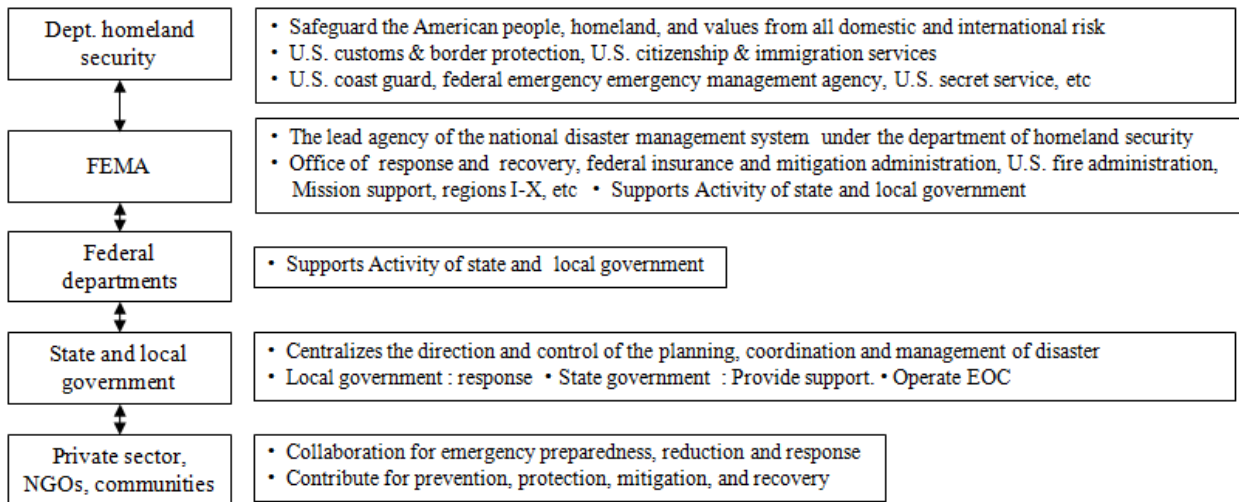 Dept. homeland
security
• Safeguard the American people, homeland, and values from all domestic and international risk
• U.S. customs & border protection, U.S. citizenship & immigration services
• U.S. coast guard, federal emergency emergency management agency, U.S. secret service, etc
FEMA
• The lead agency of the national disaster management system under the department of homeland security
• Office of response and recovery, federal insurance and mitigation administration, U.S. fire administration,
Mission support, regions I-X, etc • Supports Activity of state and local government
Federal
departments
• Supports Activity of state and local government
State and local
government
• Centralizes the direction and control of the planning, coordination and management of disaster
• Local government : response • State government : Provide support. • Operate EOC
Private sector,
NGOs, communities
• Collaboration for emergency preparedness, reduction and response
• Contribute for prevention, protection, mitigation, and recovery